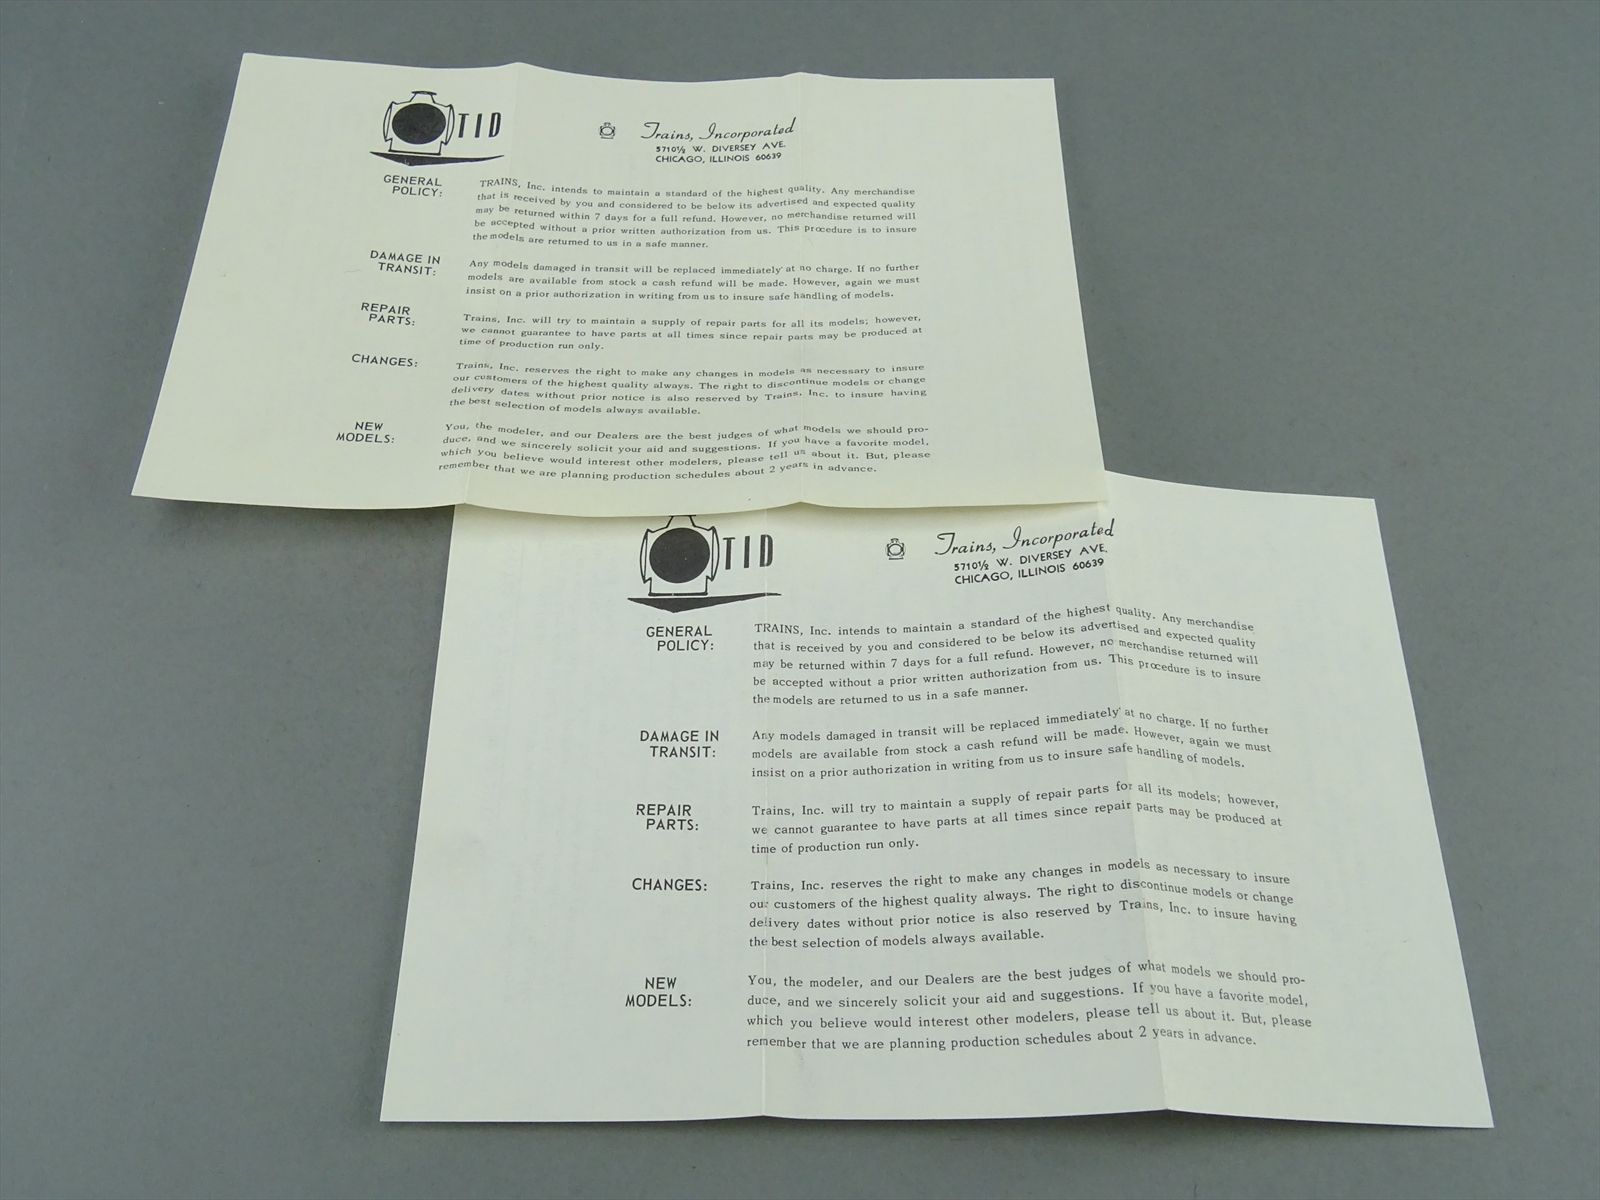 TID
Trains, Incorporated
5710½ W. DIVERSEY AVE.
CHICAGO, ILLINOIS 60639
GENERAL
POLICY:
TRAINS, Inc. intends to maintain a standard of the highest quality. Any merchandise
that is received by you and considered to be below its advertised and expected quality
may be returned within 7 days for a full refund. However, no merchandise returned will
be accepted without a prior written authorization from us. This procedure is to insure
the models are returned to us in a safe manner.
DAMAGE IN
TRANSIT:
Any models damaged in transit will be replaced immediately at no charge. If no further
models are available from stock a cash refund will be made. However, again we must
insist on a prior authorization in writing from us to insure safe handling of models.
REPAIR
PARTS:
Trains, Inc. will try to maintain a supply of repair parts for all its models; however,
we cannot guarantee to have parts at all times since repair parts may be produced at
time of production run only.
CHANGES:
Trains, Inc. reserves the right to make any changes in models as necessary to insure
our customers of the highest quality always. The right to discontinue models or change
delivery dates without prior notice is also reserved by Trains, Inc. to insure having
the best selection of models always available.
NEW
MODELS:
You, the modeler, and our Dealers are the best judges of what models we should pro-
duce, and we sincerely solicit your aid and suggestions. If you have a favorite model,
which you believe would interest other modelers, please tell us about it. But, please
remember that we are planning production schedules about 2 years in advance.
TID
Trains, Incorporated
5710½ W. DIVERSEY AVE.
CHICAGO, ILLINOIS 60639
GENERAL
POLICY:
TRAINS, Inc. intends to maintain a standard of the highest quality. Any merchandise
that is received by you and considered to be below its advertised and expected quality
may be returned within 7 days for a full refund. However, no merchandise returned will
be accepted without a prior written authorization from us. This procedure is to insure
the models are returned to us in a safe manner.
DAMAGE IN
TRANSIT:
Any models damaged in transit will be replaced immediately at no charge. If no further
models are available from stock a cash refund will be made. However, again we must
insist on a prior authorization in writing from us to insure safe handling of models.
REPAIR
PARTS:
Trains, Inc. will try to maintain a supply of repair parts for all its models; however,
we cannot guarantee to have parts at all times since repair parts may be produced at
time of production run only.
CHANGES:
Trains, Inc. reserves the right to make any changes in models as necessary to insure
our customers of the highest quality always. The right to discontinue models or change
delivery dates without prior notice is also reserved by Trains, Inc. to insure having
the best selection of models always available.
NEW
MODELS:
You, the modeler, and our Dealers are the best judges of what models we should pro-
duce, and we sincerely solicit your aid and suggestions. If you have a favorite model,
which you believe would interest other modelers, please tell us about it. But, please
remember that we are planning production schedules about 2 years in advance.